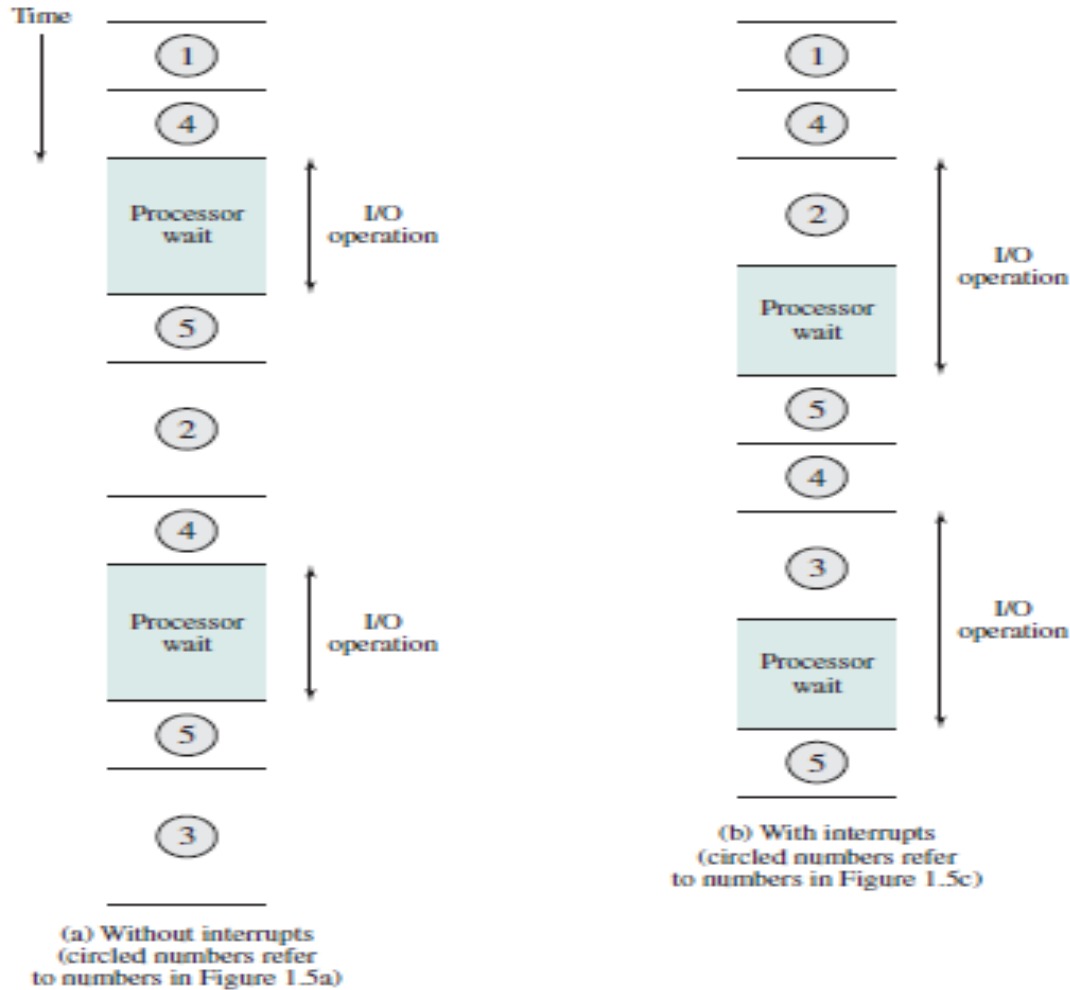 Time
1
4
Processor
wait
I/O
operation
5
2
4
Processor
wait
I/O
operation
5
3
(a) Without interrupts
(circled numbers refer
to numbers in Figure 1.5a)
1
4
2
I/O
operation
Processor
wait
5
4
3
I/O
operation
Processor
wait
5
(b) With interrupts
(circled numbers refer
to numbers in Figure 1.5c)